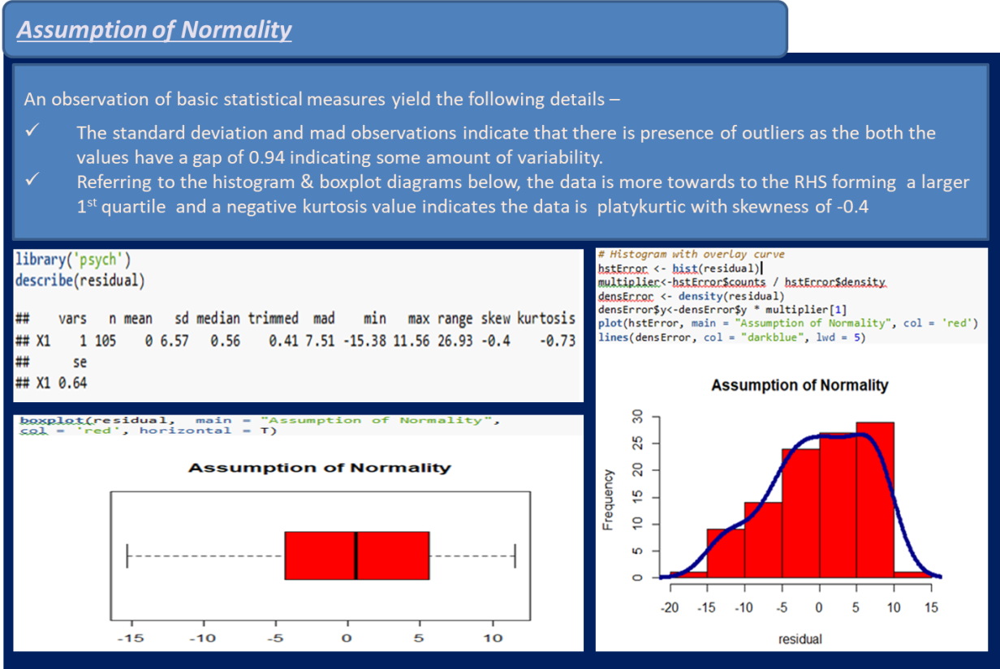 Assumption of Normality
An observation of basic statistical measures yield the following details –
✓ The standard deviation and mad observations indicate that there is presence of outliers as the both the
values have a gap of 0.94 indicating some amount of variability.
✓ Referring to the histogram & boxplot diagrams below, the data is more towards to the RHS forming a larger
1st quartile and a negative kurtosis value indicates the data is platykurtic with skewness of -0.4
library('psych')
describe(residual)
## vars n mean sd median trimmed mad min max range skew kurtosis
## X1 1 105 0 6.57 0.56 0.41 7.51 -15.38 11.56 26.93 -0.4 -0.73
## se
## X1 0.64
boxplot(residual, main = "Assumption of Normality",
col = 'red', horizontal = T)
Assumption of Normality
-15 -10 -5 0 5 10
# Histogram with overlay curve
hstError <- hist(residual)
multiplier<-hstError$counts / hstError$density
densError <- density(residual)
densError$y<-densError$y * multiplier[1]
plot(hstError, main = "Assumption of Normality", col = 'red')
lines(densError, col = "darkblue", lwd = 5)
Assumption of Normality
Frequency
30
25
20
15
10
5
0
-20 -15 -10 -5 0 5 10 15
residual